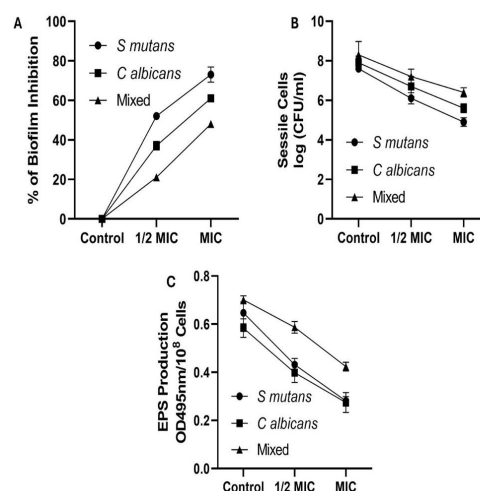 A
% of Biofilm Inhibition
100
80
60
40
20
0
S mutans
C albicans
Mixed
Control 1/2 MIC MIC
B
Sessile Cells
log (CFU/ml)
10
8
6
4
2
0
S mutans
C albicans
Mixed
Control 1/2 MIC MIC
C
EPS Production
OD495nm/10⁸ Cells
0.8
0.6
0.4
0.2
0.0
S mutans
C albicans
Mixed
Control 1/2 MIC MIC